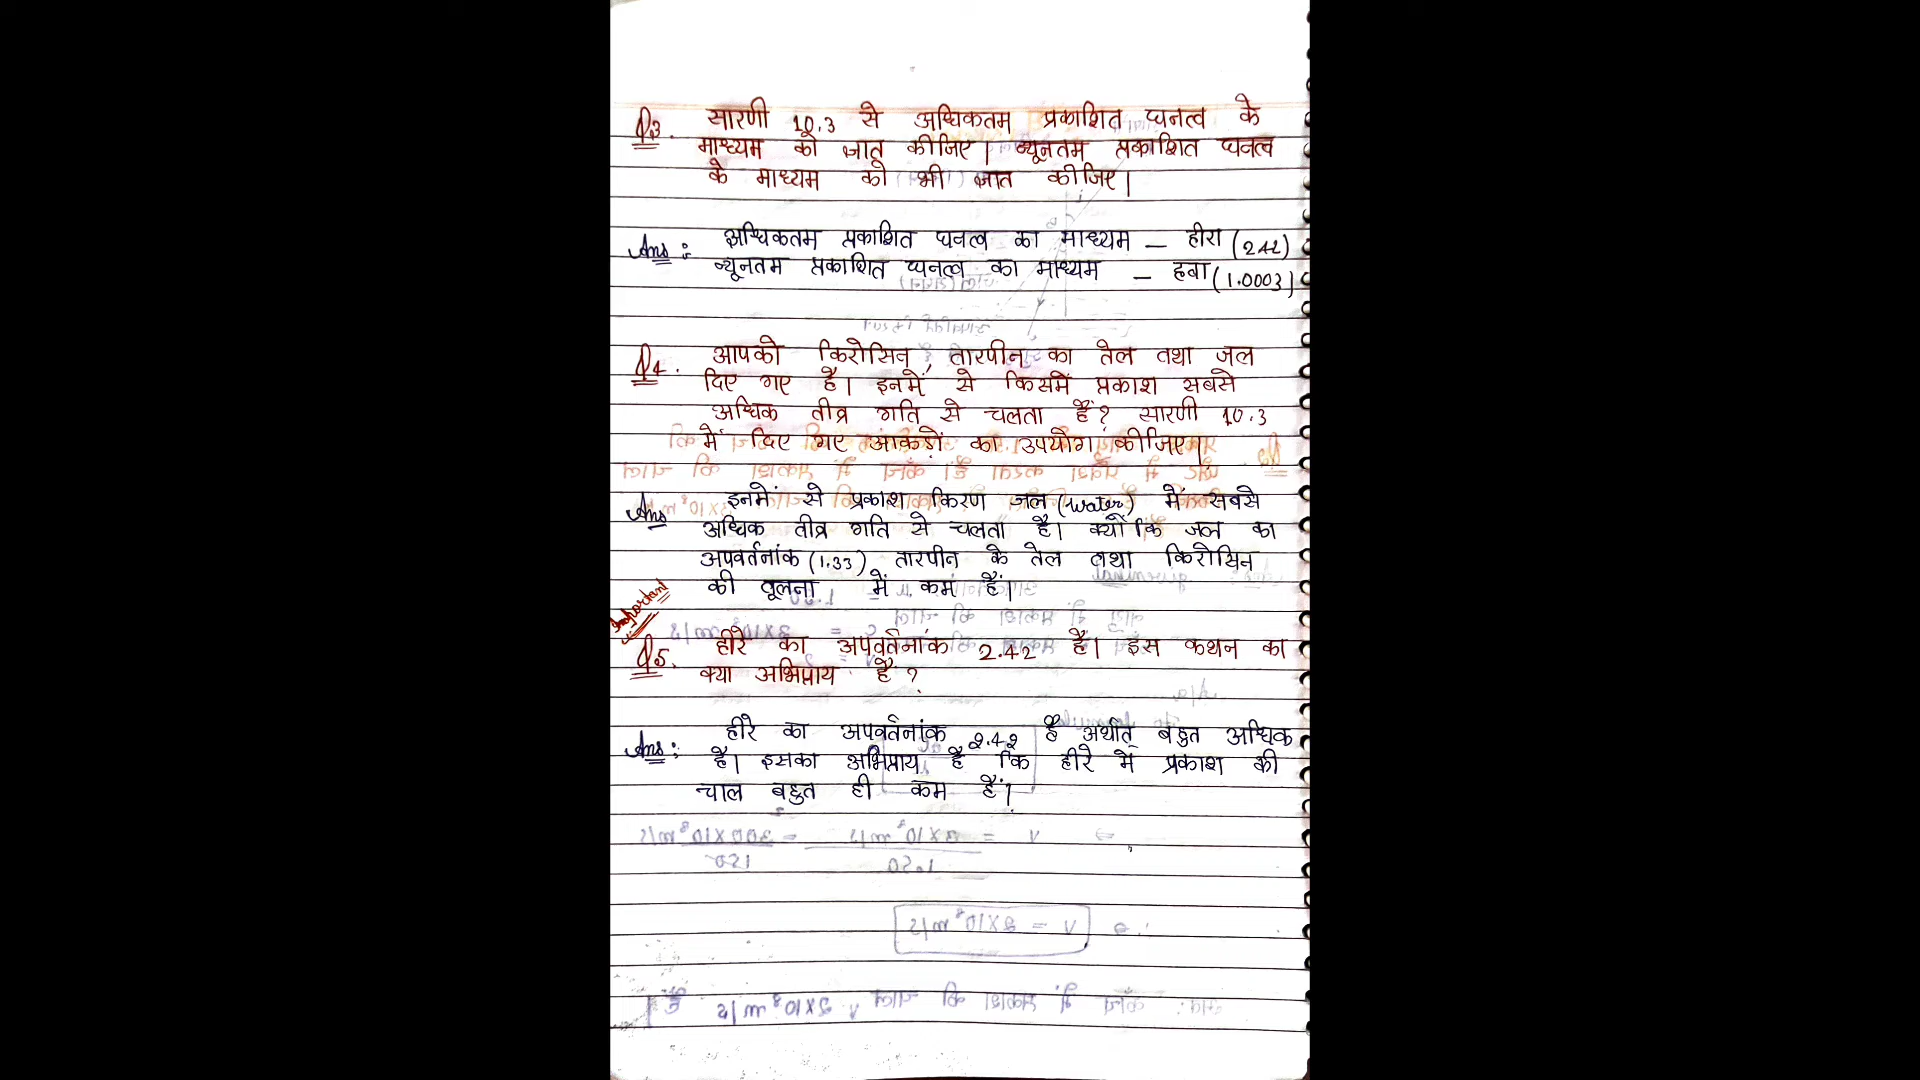 Q3. सारणी 10.3 से अधिकतम प्रकाशित घनत्व के
माध्यम को ज्ञात कीजिए। न्यूनतम प्रकाशित घनत्व
के माध्यम को भी ज्ञात कीजिए।
Ans: अधिकतम प्रकाशित घनत्व का माध्यम — हीरा (2.42)
न्यूनतम प्रकाशित घनत्व का माध्यम — हवा (1.0003)
Q4. आपको किरोसिन, तारपीन का तेल तथा जल
दिए गए है। इनमें से किसमें प्रकाश सबसे
अधिक तीव्र गति से चलता हैं? सारणी 10.3
में दिए गए आंकड़ों का उपयोग कीजिए।
Ans इनमें से प्रकाश किरण जल (water) में सबसे
अधिक तीव्र गति से चलता है। क्योंकि जल का
अपवर्तनांक (1.33) तारपीन के तेल तथा किरोसिन
की तूलना में कम हैं।
Important
Q5. हीरे का अपवर्तनांक 2.42 है। इस कथन का
क्या अभिप्राय है?
Ans: हीरे का अपवर्तनांक 2.42 है अर्थात् बहुत अधिक
है। इसका अभिप्राय है कि हीरे में प्रकाश की
चाल बहुत ही कम हैं।